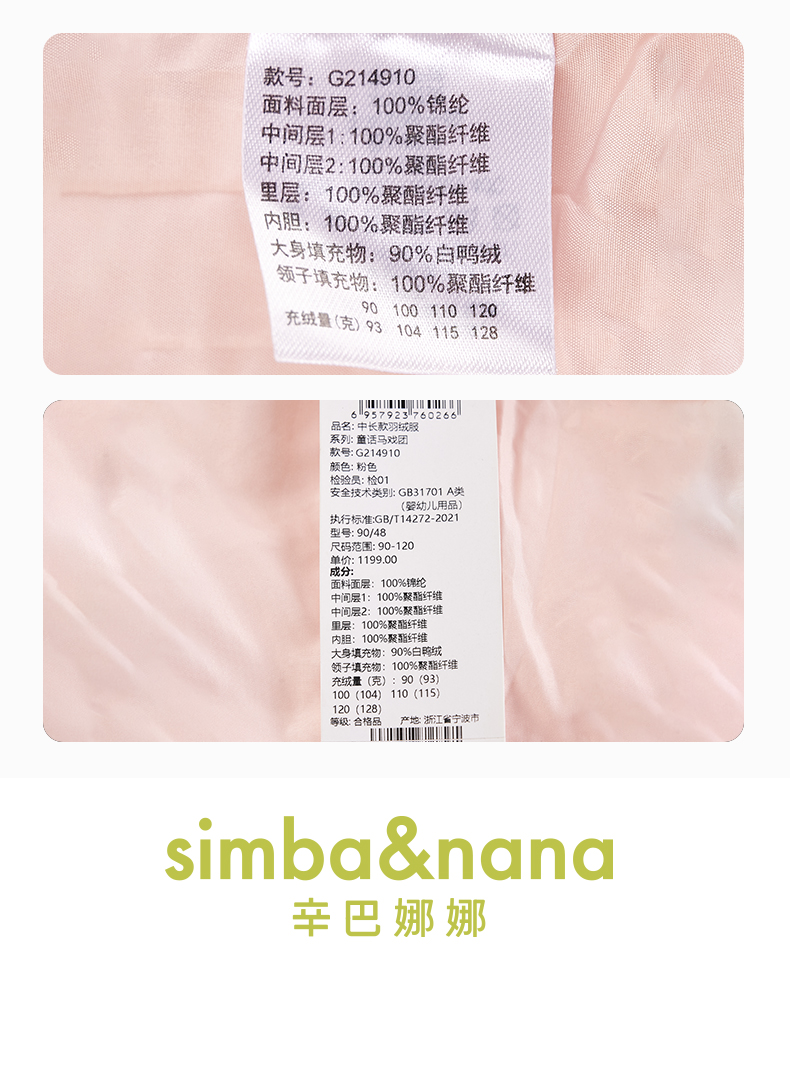 款号：G214910
面料面层：100%锦纶
中间层1:100%聚酯纤维
中间层2:100%聚酯纤维
里层：100%聚酯纤维
内胆：100%聚酯纤维
大身填充物：90%白鸭绒
领子填充物：100%聚酯纤维
90 100 110 120
充绒量(克) 93 104 115 128
6 957923 760266
品名: 中长款羽绒服
系列: 童话马戏团
款号: G214910
颜色: 粉色
检验员: 检01
安全技术类别: GB31701 A类
（婴幼儿用品）
执行标准:GB/T14272-2021
型号: 90/48
尺码范围: 90-120
单价: 1199.00
成分:
面料面层：100%锦纶
中间层1：100%聚酯纤维
中间层2：100%聚酯纤维
里层：100%聚酯纤维
内胆：100%聚酯纤维
大身填充物：90%白鸭绒
领子填充物：100%聚酯纤维
充绒量（克）: 90（93）
100（104） 110（115）
120（128）
等级: 合格品 产地: 浙江省宁波市
simba&nana
辛巴娜娜